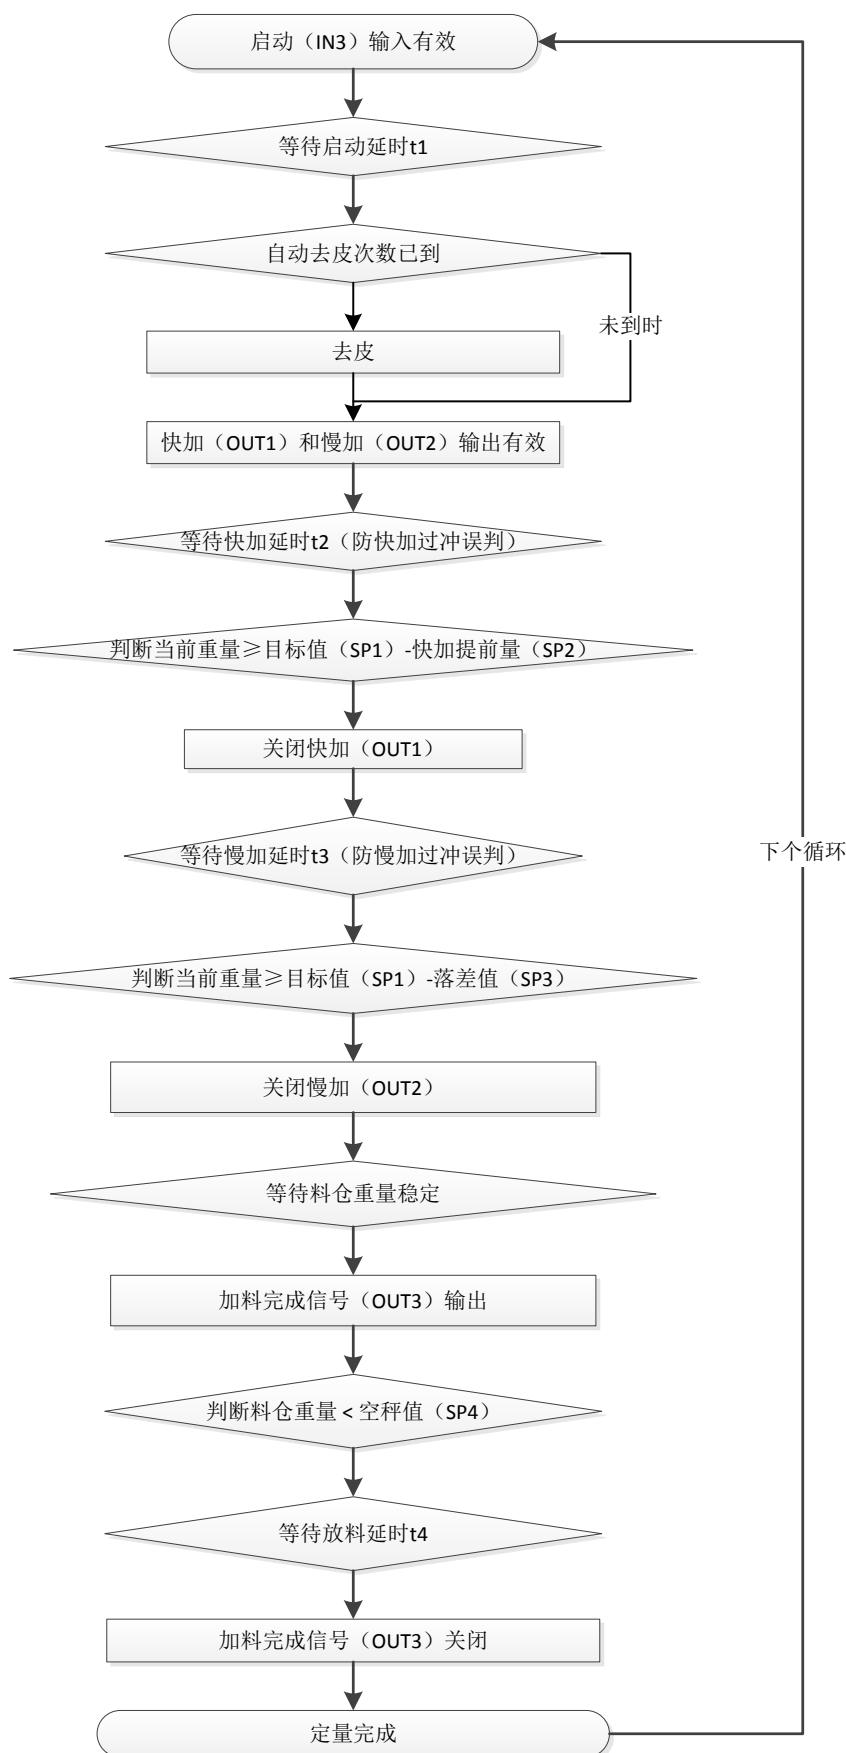 启动（IN3）输入有效
等待启动延时t1
自动去皮次数已到
未到时
去皮
快加（OUT1）和慢加（OUT2）输出有效
等待快加延时t2（防快加过冲误判）
判断当前重量≥目标值（SP1）-快加提前量（SP2）
关闭快加（OUT1）
等待慢加延时t3（防慢加过冲误判）
下个循环
判断当前重量≥目标值（SP1）-落差值（SP3）
关闭慢加（OUT2）
等待料仓重量稳定
加料完成信号（OUT3）输出
判断料仓重量＜空秤值（SP4）
等待放料延时t4
加料完成信号（OUT3）关闭
定量完成